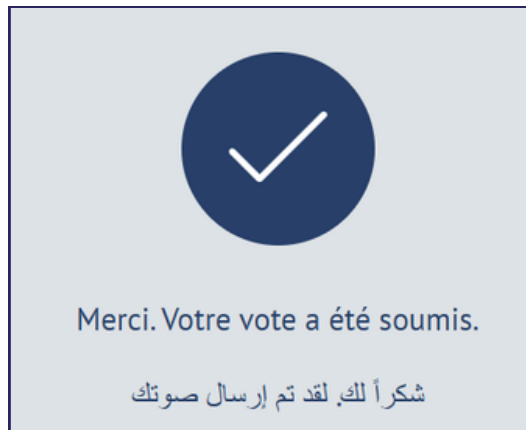 Merci. Votre vote a été soumis.
شكراً لك. لقد تم إرسال صوتك